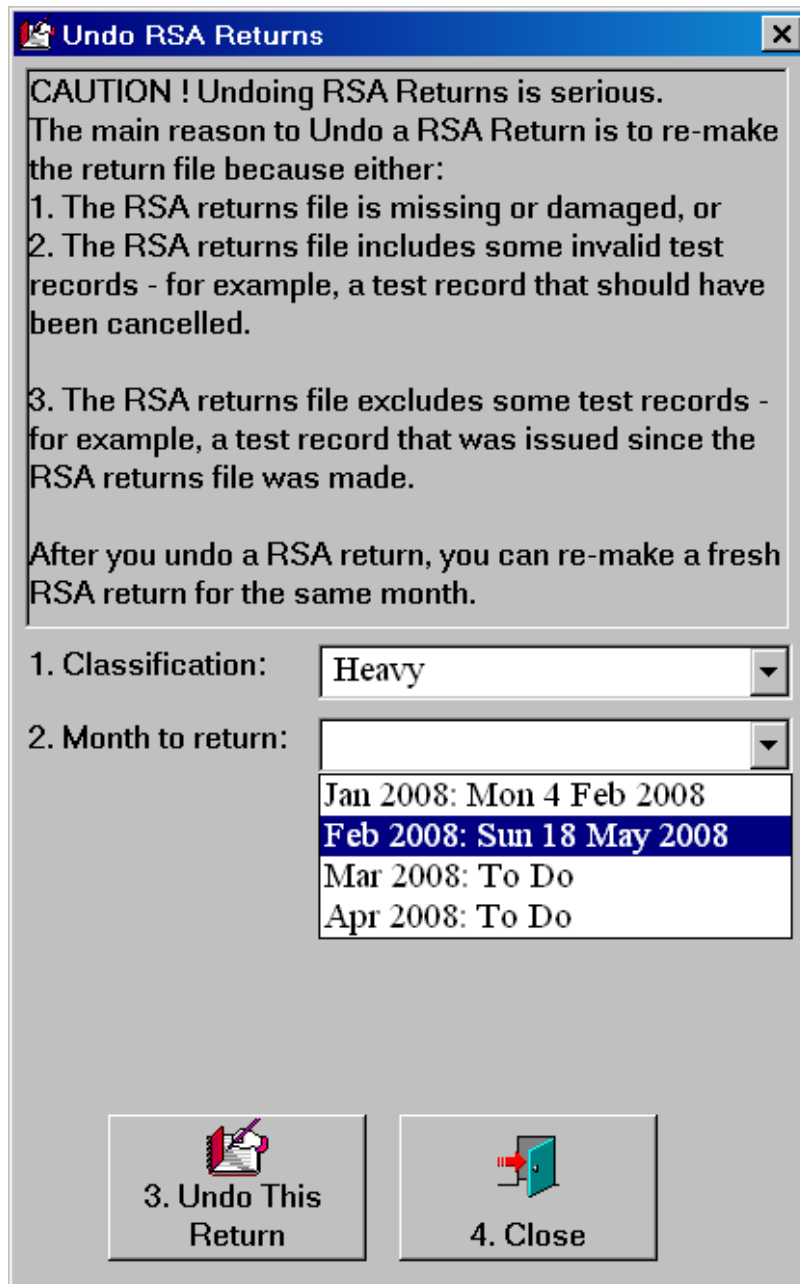 Undo RSA Returns
CAUTION ! Undoing RSA Returns is serious.
The main reason to Undo a RSA Return is to re-make
the return file because either:
1. The RSA returns file is missing or damaged, or
2. The RSA returns file includes some invalid test
records - for example, a test record that should have
been cancelled.
3. The RSA returns file excludes some test records -
for example, a test record that was issued since the
RSA returns file was made.
After you undo a RSA return, you can re-make a fresh
RSA return for the same month.
1. Classification: Heavy
2. Month to return:
Jan 2008: Mon 4 Feb 2008
Feb 2008: Sun 18 May 2008
Mar 2008: To Do
Apr 2008: To Do
3. Undo This
Return
4. Close